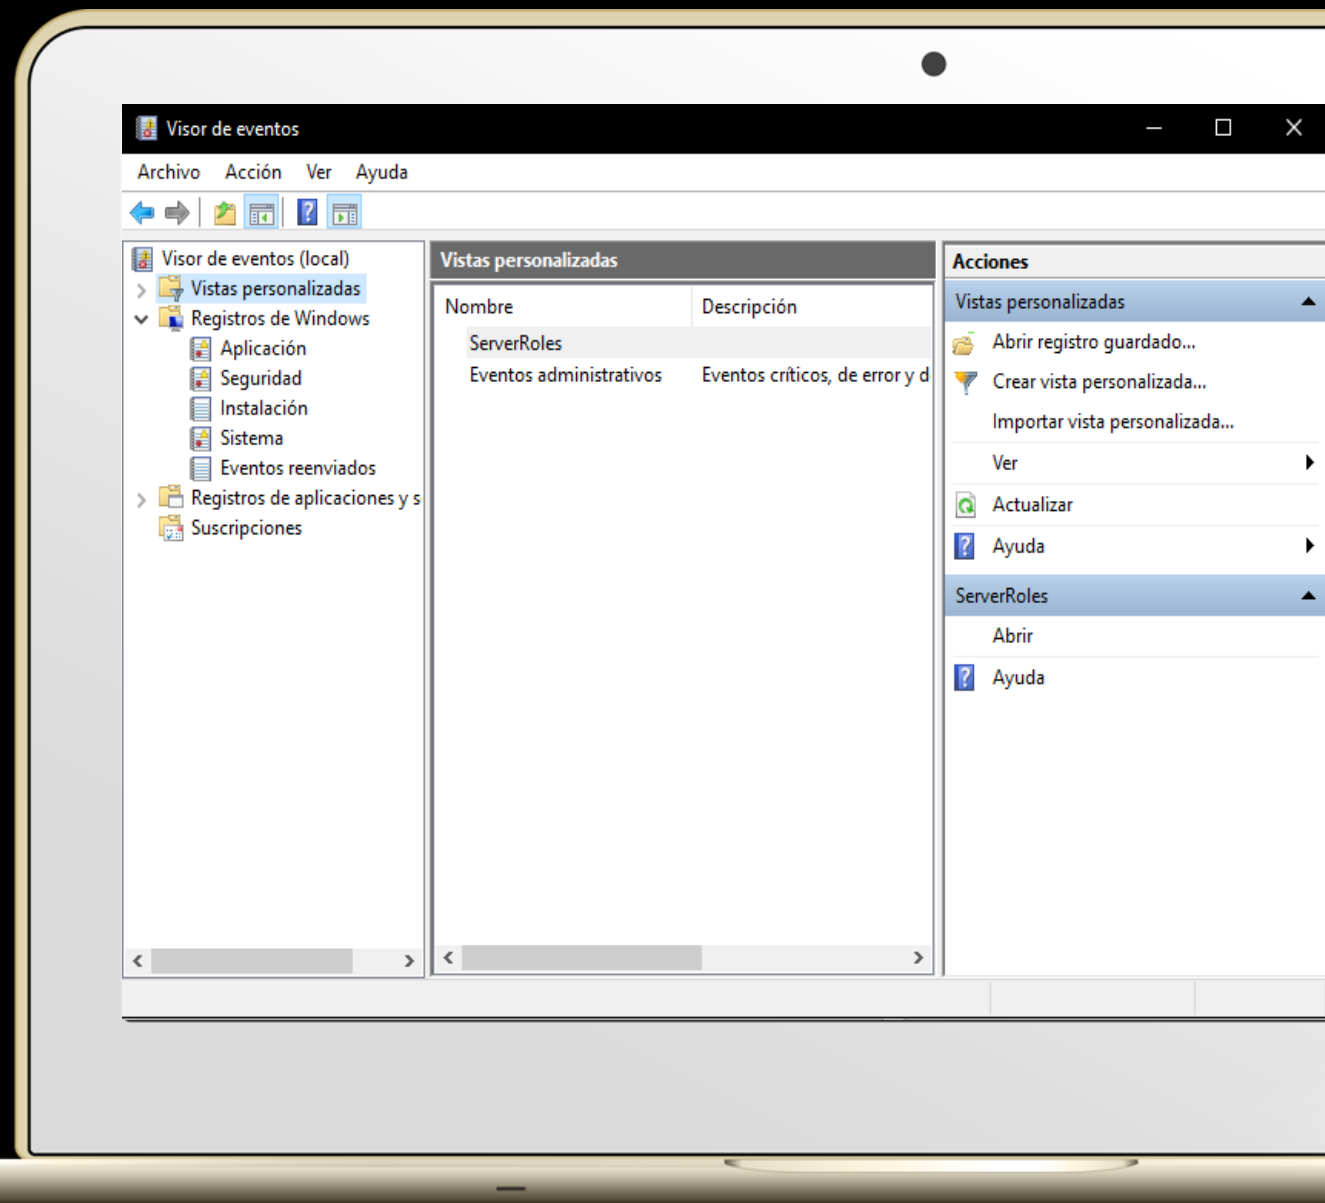 Visor de eventos
Archivo Acción Ver Ayuda
Visor de eventos (local)
Vistas personalizadas
Registros de Windows
Aplicación
Seguridad
Instalación
Sistema
Eventos reenviados
Registros de aplicaciones y s
Suscripciones
Vistas personalizadas
Nombre Descripción
ServerRoles
Eventos administrativos Eventos críticos, de error y d
Acciones
Vistas personalizadas
Abrir registro guardado...
Crear vista personalizada...
Importar vista personalizada...
Ver
Actualizar
Ayuda
ServerRoles
Abrir
Ayuda